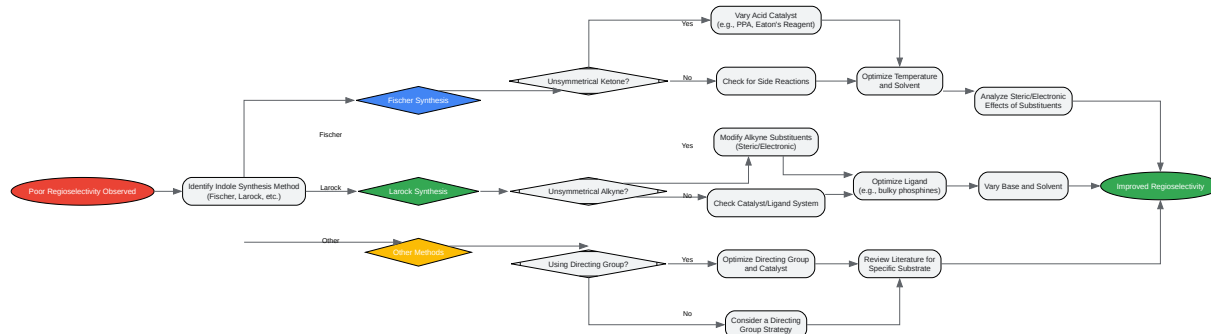 Vary Acid Catalyst
(e.g., PPA, Eaton's Reagent)
Yes
Unsymmetrical Ketone?
No
Check for Side Reactions
Optimize Temperature
and Solvent
Fischer Synthesis
Analyze Steric/Electronic
Effects of Substituents
Fischer
Yes
Modify Alkyne Substituents
(Steric/Electronic)
Poor Regioselectivity Observed
Identify Indole Synthesis Method
(Fischer, Larock, etc.)
Larock
Larock Synthesis
Unsymmetrical Alkyne?
No
Check Catalyst/Ligand System
Optimize Ligand
(e.g., bulky phosphines)
Vary Base and Solvent
Improved Regioselectivity
Other
Other Methods
Using Directing Group?
Yes
Optimize Directing Group
and Catalyst
Review Literature for
Specific Substrate
No
Consider a Directing
Group Strategy